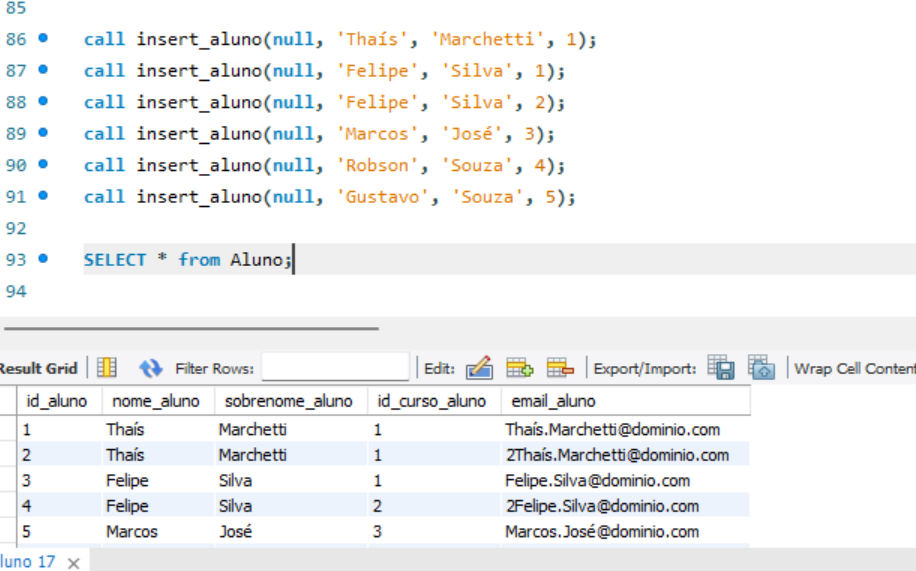 85
86 call insert_aluno(null, 'Thaís', 'Marchetti', 1);
87 call insert_aluno(null, 'Felipe', 'Silva', 1);
88 call insert_aluno(null, 'Felipe', 'Silva', 2);
89 call insert_aluno(null, 'Marcos', 'José', 3);
90 call insert_aluno(null, 'Robson', 'Souza', 4);
91 call insert_aluno(null, 'Gustavo', 'Souza', 5);
92
93 SELECT * from Aluno;
94
Result Grid Filter Rows: Edit: Export/Import: Wrap Cell Content
id_aluno nome_aluno sobrenome_aluno id_curso_aluno email_aluno
1 Thaís Marchetti 1 Thaís.Marchetti@dominio.com
2 Thaís Marchetti 1 2Thaís.Marchetti@dominio.com
3 Felipe Silva 1 Felipe.Silva@dominio.com
4 Felipe Silva 2 2Felipe.Silva@dominio.com
5 Marcos José 3 Marcos.José@dominio.com
luno 17